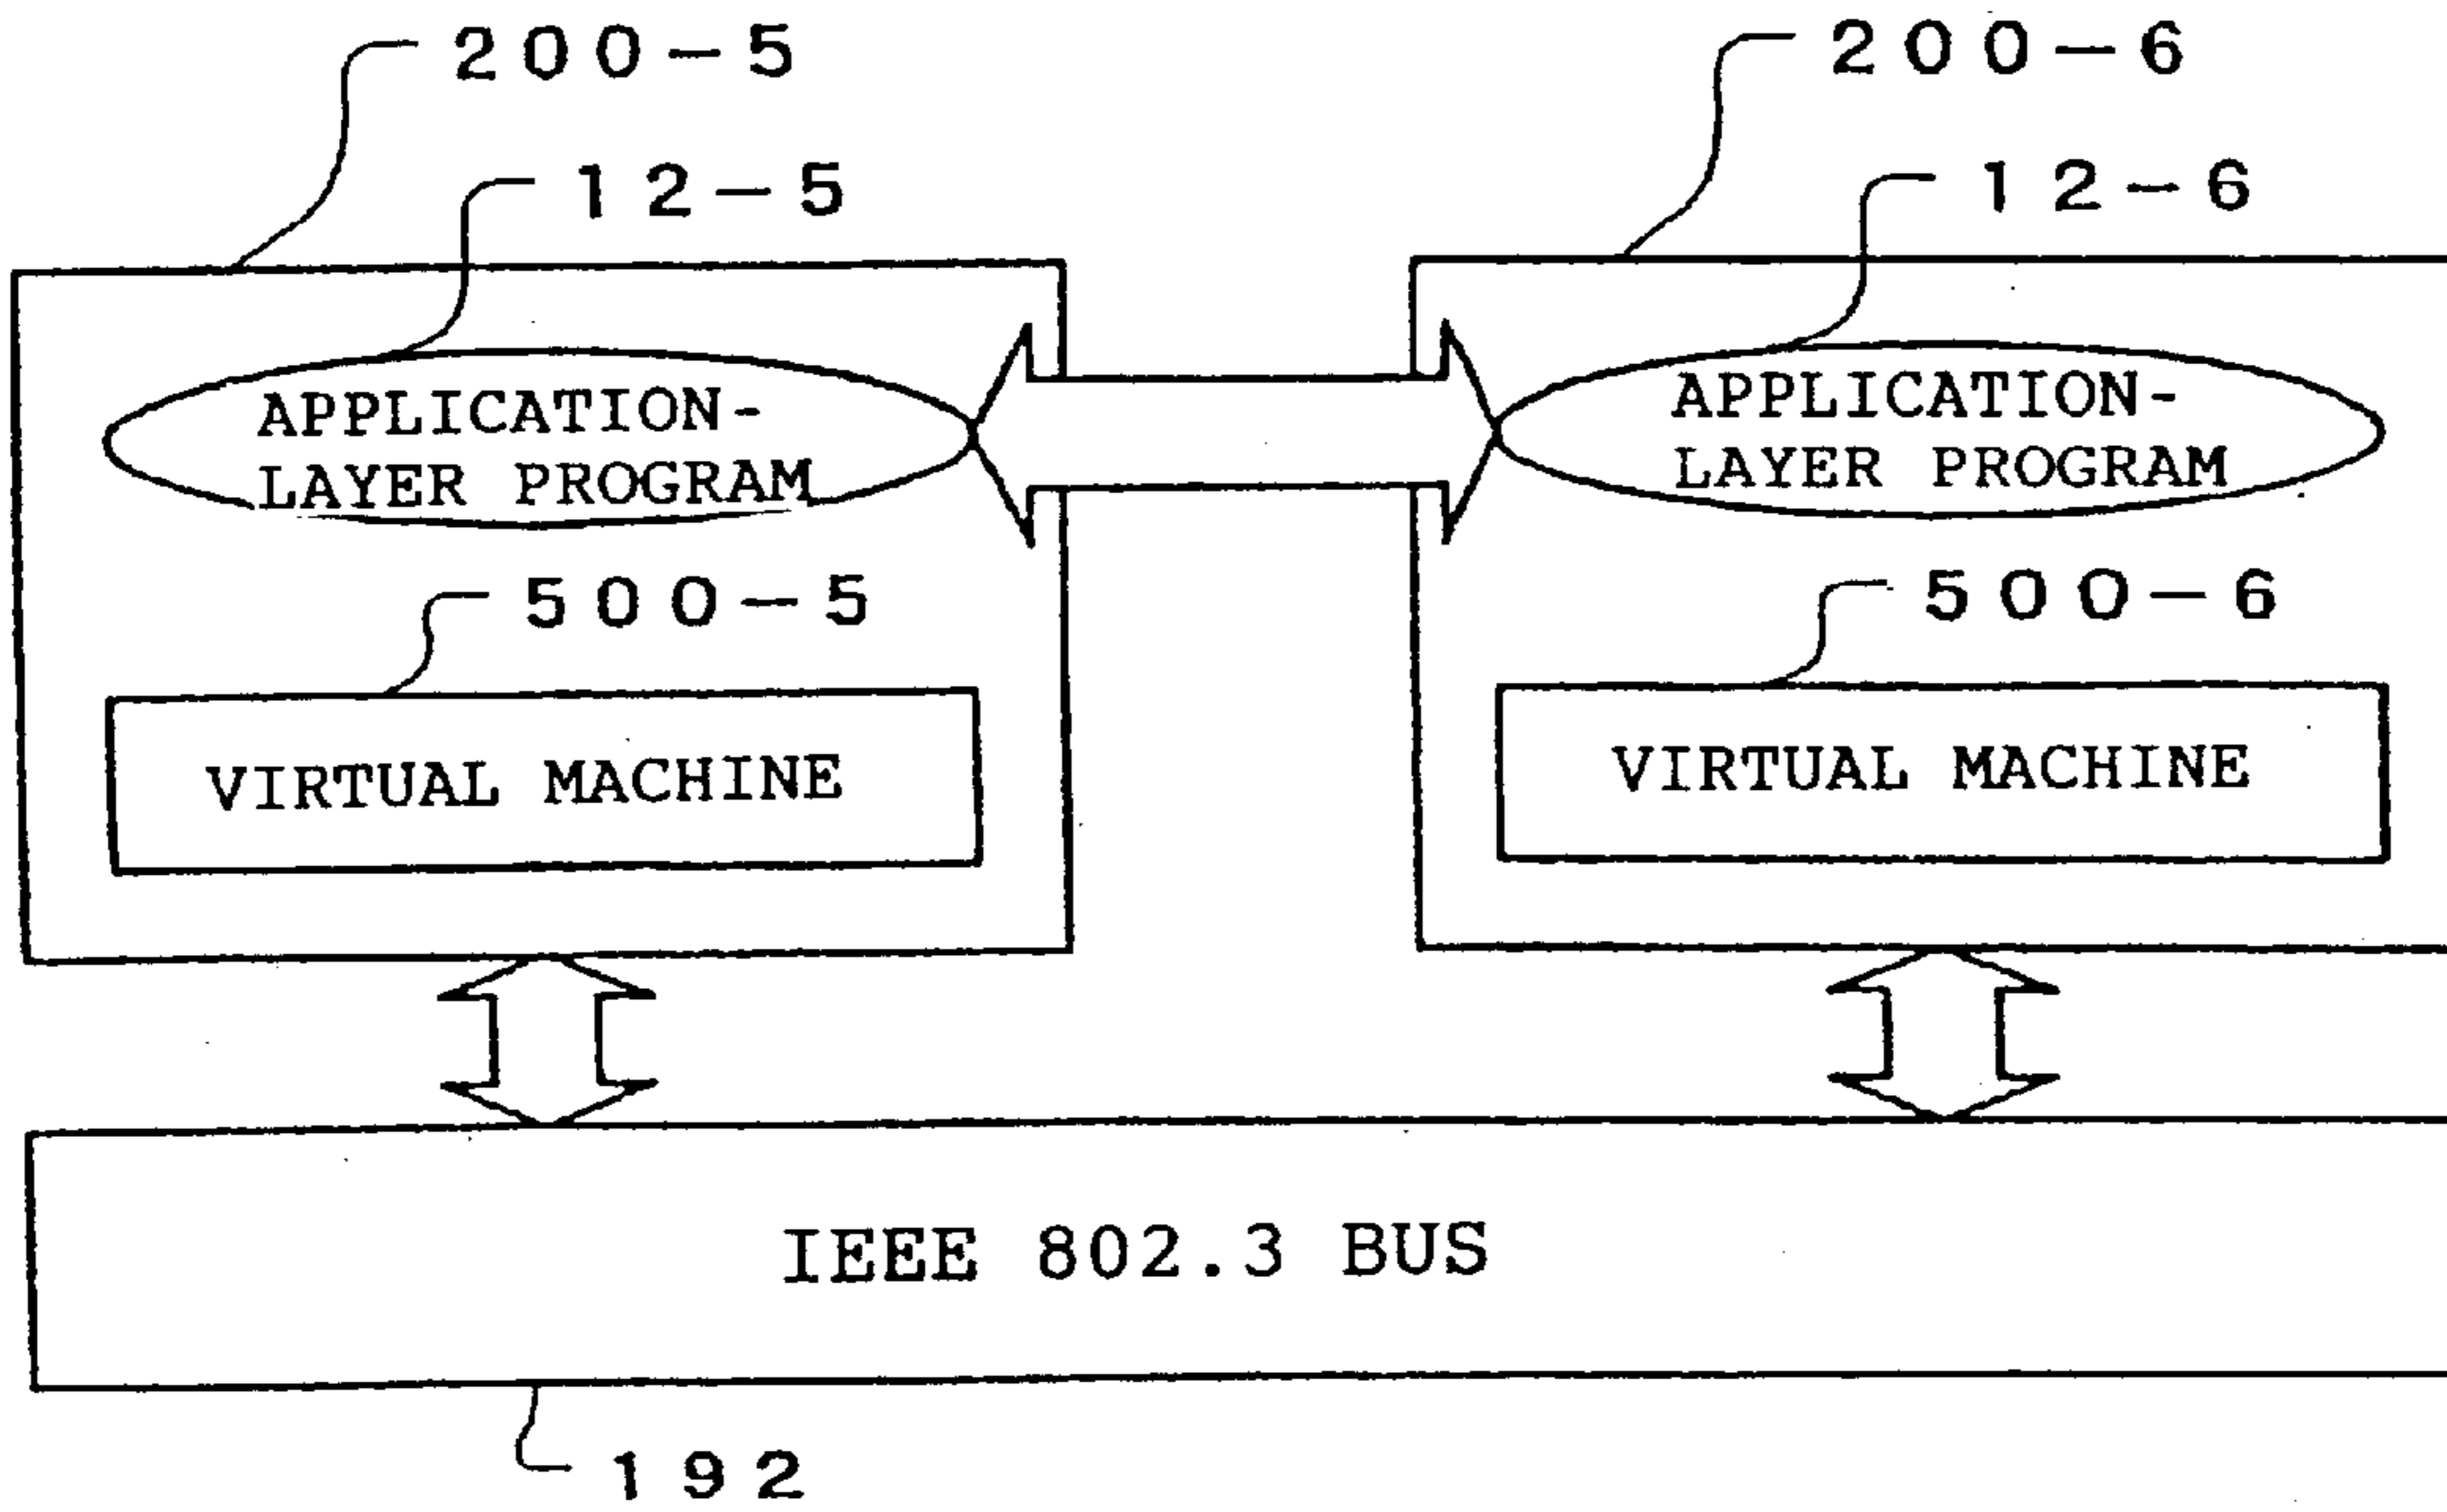 200-5
200-6
12-5
12-6
APPLICATION-
LAYER PROGRAM
APPLICATION-
LAYER PROGRAM
500-5
500-6
VIRTUAL MACHINE
VIRTUAL MACHINE
IEEE 802.3 BUS
192